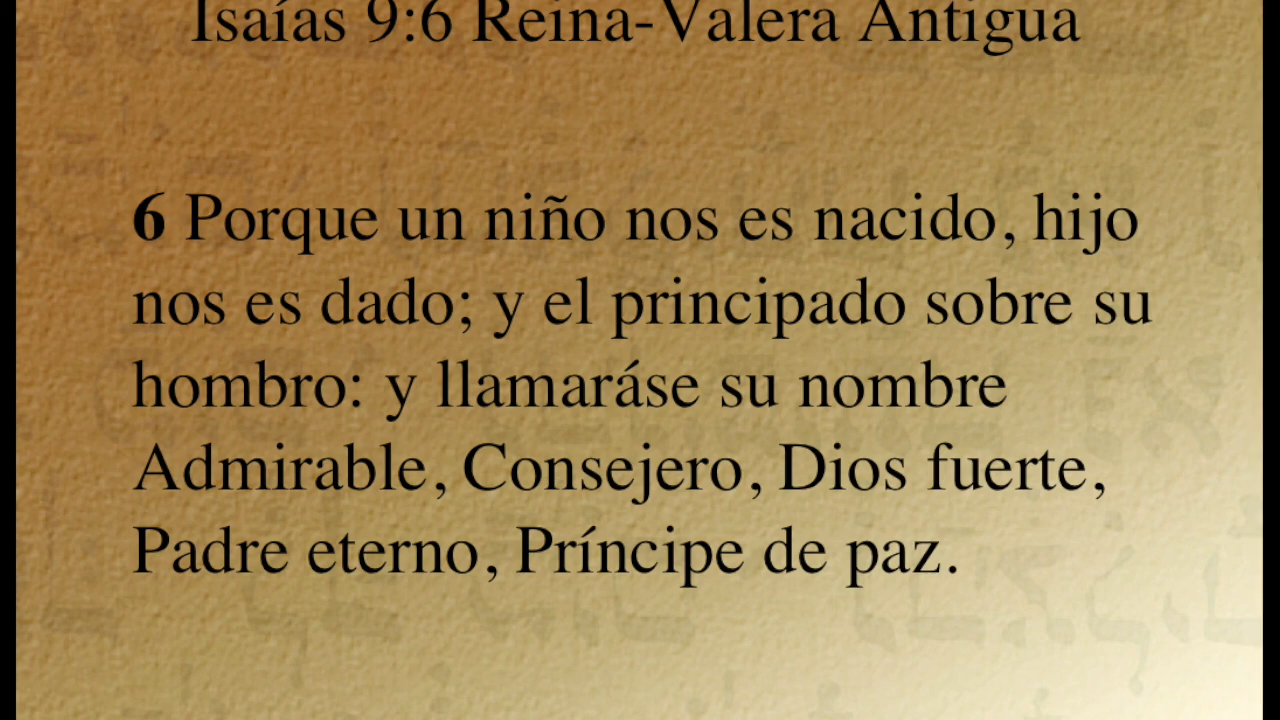 Isaías 9:6 Reina-Valera Antigua
6 Porque un niño nos es nacido, hijo
nos es dado; y el principado sobre su
hombro: y llamaráse su nombre
Admirable, Consejero, Dios fuerte,
Padre eterno, Príncipe de paz.